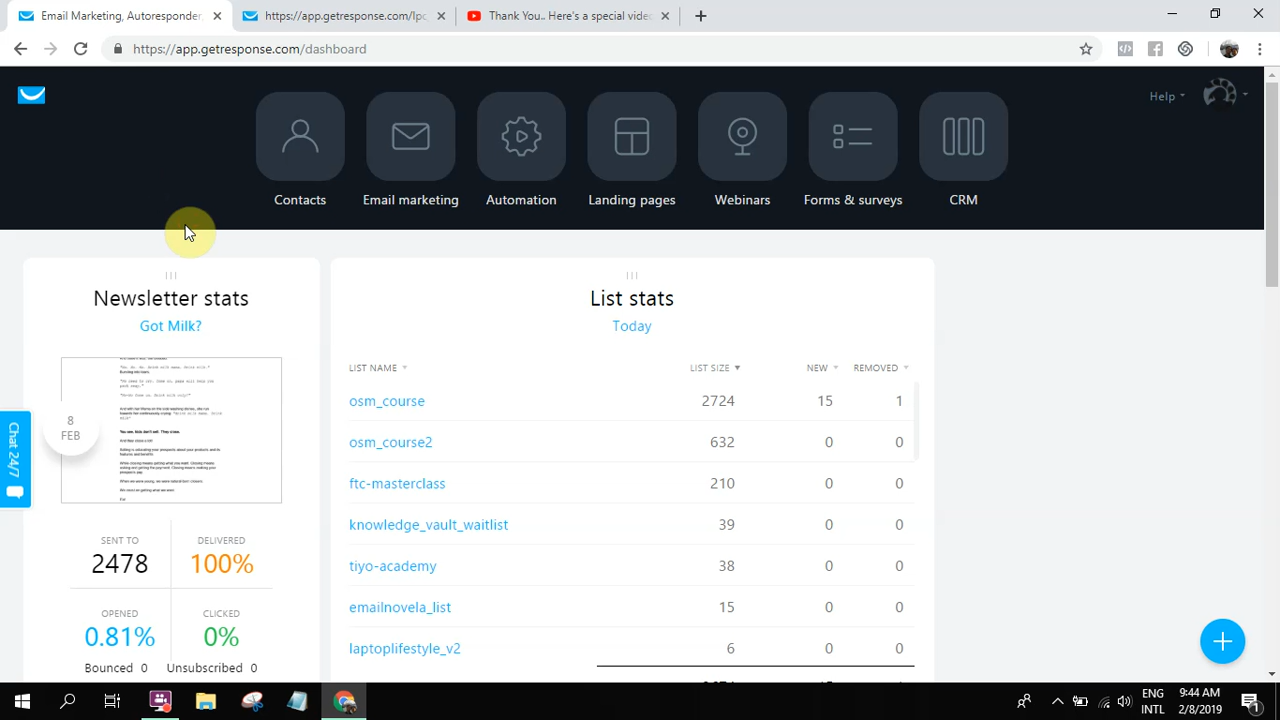 Email Marketing, Autoresponder,
https://app.getresponse.com/lpc
Thank You.. Here's a special video
https://app.getresponse.com/dashboard
Help
Contacts
Email marketing
Automation
Landing pages
Webinars
Forms & surveys
CRM
Newsletter stats
Got Milk?
8
FEB
SENT TO
2478
DELIVERED
100%
OPENED
0.81%
CLICKED
0%
Bounced 0
Unsubscribed 0
Chat 24/7
List stats
Today
LIST NAME LIST SIZE NEW REMOVED
osm_course 2724 15 1
osm_course2 632 0 0
ftc-masterclass 210 0 0
knowledge_vault_waitlist 39 0 0
tiyo-academy 38 0 0
emailnovela_list 15 0 0
laptoplifestyle_v2 6 0 0
ENG
INTL
9:44 AM
2/8/2019
1